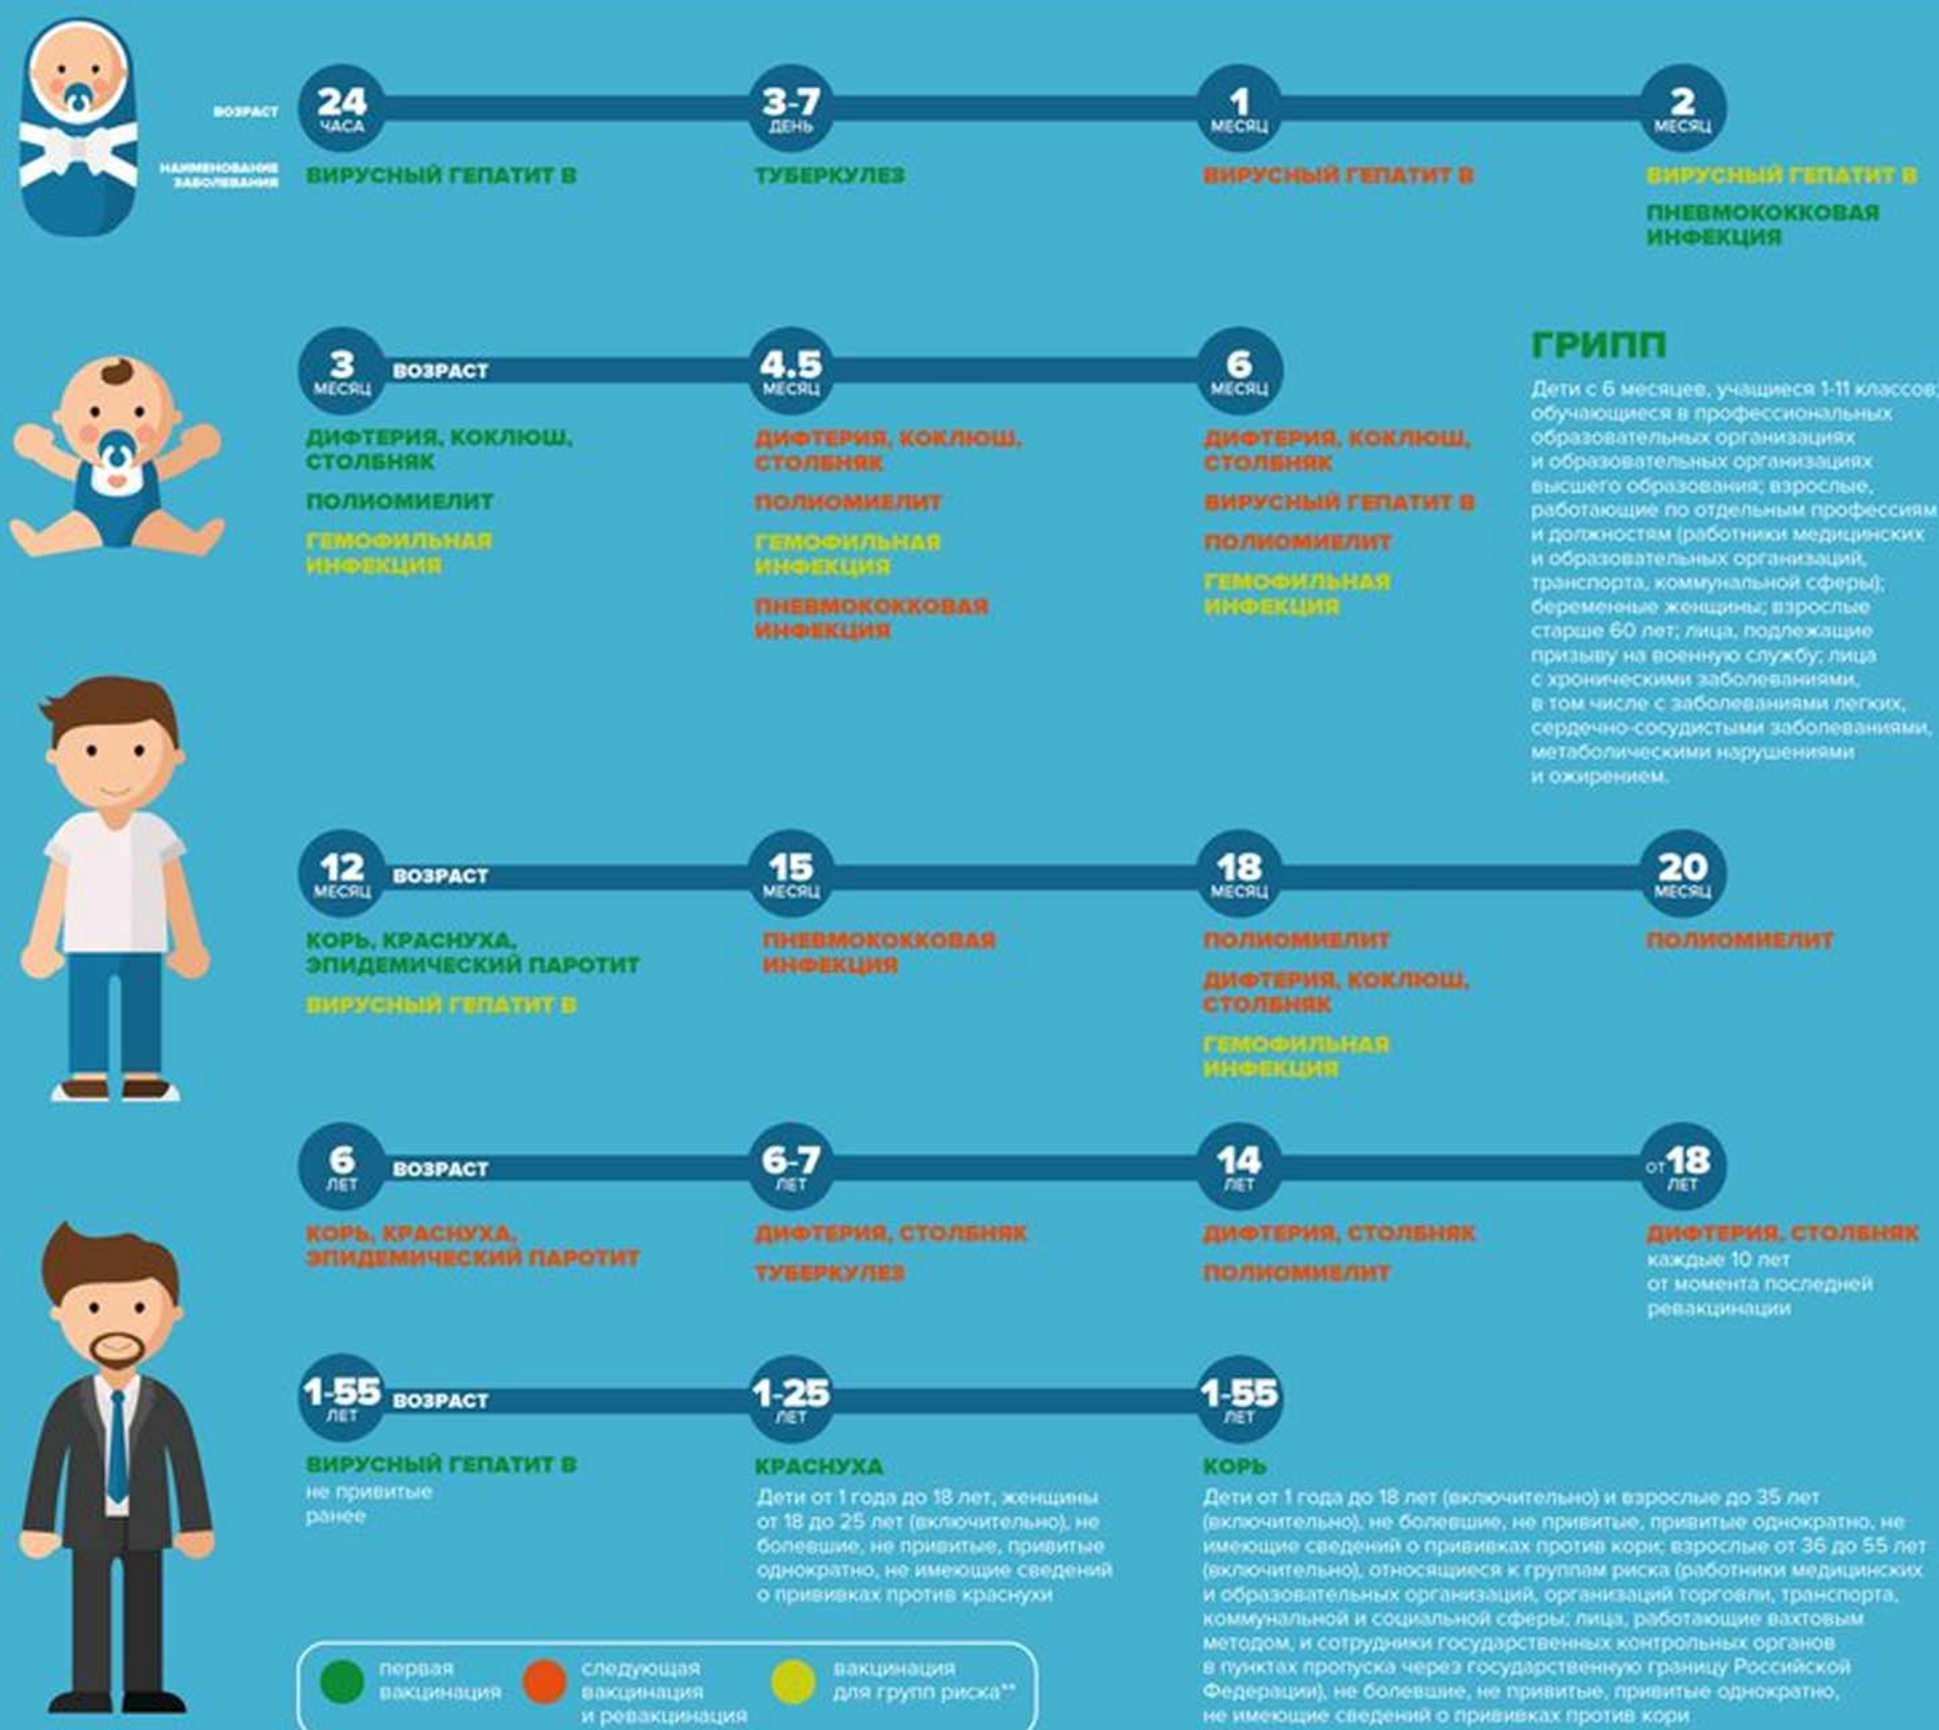 ВОЗРАСТ
24
ЧАСА
3-7
ДЕНЬ
1
МЕСЯЦ
2
МЕСЯЦ
НАИМЕНОВАНИЕ
ЗАБОЛЕВАНИЯ
ВИРУСНЫЙ ГЕПАТИТ В
ТУБЕРКУЛЕЗ
ВИРУСНЫЙ ГЕПАТИТ В
ВИРУСНЫЙ ГЕПАТИТ В
ПНЕВМОКОККОВАЯ
ИНФЕКЦИЯ
3
МЕСЯЦ
ВОЗРАСТ
4.5
МЕСЯЦ
6
МЕСЯЦ
ДИФТЕРИЯ, КОКЛЮШ,
СТОЛБНЯК
ПОЛИОМИЕЛИТ
ГЕМОФИЛЬНАЯ
ИНФЕКЦИЯ
ДИФТЕРИЯ, КОКЛЮШ,
СТОЛБНЯК
ПОЛИОМИЕЛИТ
ГЕМОФИЛЬНАЯ
ИНФЕКЦИЯ
ПНЕВМОКОККОВАЯ
ИНФЕКЦИЯ
ДИФТЕРИЯ, КОКЛЮШ,
СТОЛБНЯК
ВИРУСНЫЙ ГЕПАТИТ В
ПОЛИОМИЕЛИТ
ГЕМОФИЛЬНАЯ
ИНФЕКЦИЯ
ГРИПП
Дети с 6 месяцев, учащиеся 1-11 классов;
обучающиеся в профессиональных
образовательных организациях
и образовательных организациях
высшего образования; взрослые,
работающие по отдельным профессиям
и должностям (работники медицинских
и образовательных организаций,
транспорта, коммунальной сферы);
беременные женщины; взрослые
старше 60 лет; лица, подлежащие
призыву на военную службу; лица
с хроническими заболеваниями,
в том числе с заболеваниями легких,
сердечно-сосудистыми заболеваниями,
метаболическими нарушениями
и ожирением.
12
МЕСЯЦ
ВОЗРАСТ
15
МЕСЯЦ
18
МЕСЯЦ
20
МЕСЯЦ
КОРЬ, КРАСНУХА,
ЭПИДЕМИЧЕСКИЙ ПАРОТИТ
ВИРУСНЫЙ ГЕПАТИТ В
ПНЕВМОКОККОВАЯ
ИНФЕКЦИЯ
ПОЛИОМИЕЛИТ
ДИФТЕРИЯ, КОКЛЮШ,
СТОЛБНЯК
ГЕМОФИЛЬНАЯ
ИНФЕКЦИЯ
ПОЛИОМИЕЛИТ
6
ЛЕТ
ВОЗРАСТ
6-7
ЛЕТ
14
ЛЕТ
от 18
ЛЕТ
КОРЬ, КРАСНУХА,
ЭПИДЕМИЧЕСКИЙ ПАРОТИТ
ДИФТЕРИЯ, СТОЛБНЯК
ТУБЕРКУЛЕЗ
ДИФТЕРИЯ, СТОЛБНЯК
ПОЛИОМИЕЛИТ
ДИФТЕРИЯ, СТОЛБНЯК
каждые 10 лет
от момента последней
ревакцинации
1-55
ЛЕТ
ВОЗРАСТ
1-25
ЛЕТ
1-55
ЛЕТ
ВИРУСНЫЙ ГЕПАТИТ В
не привитые
ранее
КРАСНУХА
Дети от 1 года до 18 лет, женщины
от 18 до 25 лет (включительно), не
болевшие, не привитые, привитые
однократно, не имеющие сведений
о прививках против краснухи
КОРЬ
Дети от 1 года до 18 лет (включительно) и взрослые до 35 лет
(включительно), не болевшие, не привитые, привитые однократно, не
имеющие сведений о прививках против кори; взрослые от 36 до 55 лет
(включительно), относящиеся к группам риска (работники медицинских
и образовательных организаций, организаций торговли, транспорта,
коммунальной и социальной сферы; лица, работающие вахтовым
методом, и сотрудники государственных контрольных органов
в пунктах пропуска через государственную границу Российской
Федерации), не болевшие, не привитые, привитые однократно,
не имеющие сведений о прививках против кори
первая
вакцинация
следующая
вакцинация
и ревакцинация
вакцинация
для групп риска**